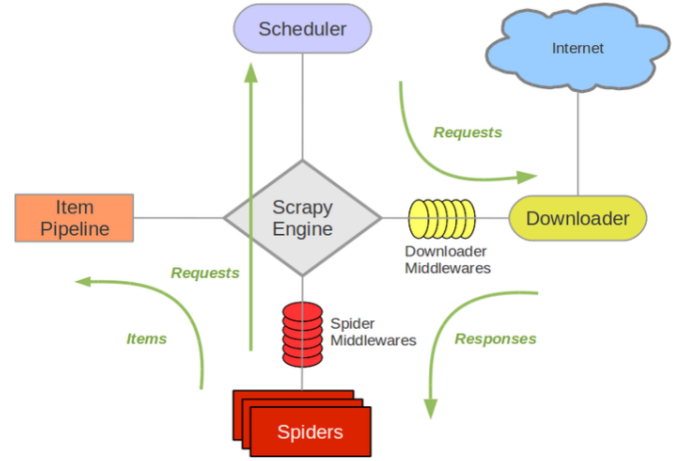 Scheduler
Internet
Requests
Item
Pipeline
Scrapy
Engine
Downloader
Downloader
Middlewares
Requests
Items
Spider
Middlewares
Responses
Spiders